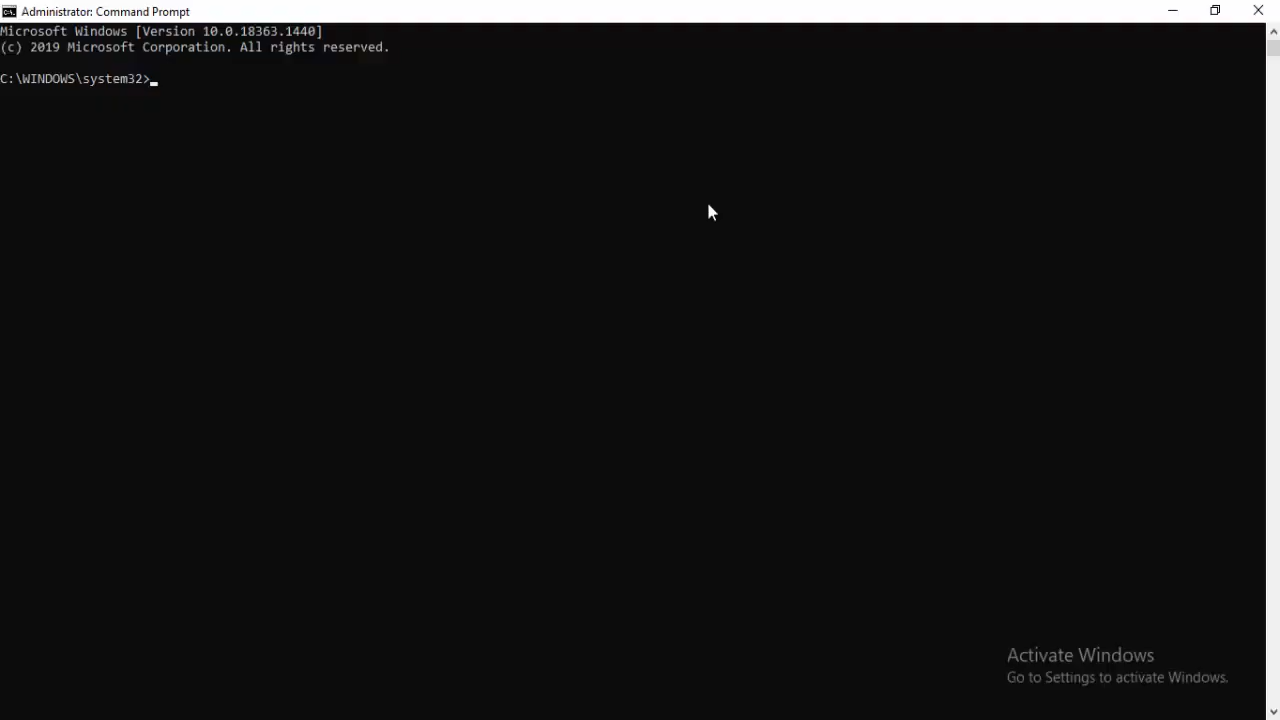 Administrator: Command Prompt
Microsoft Windows [Version 10.0.18363.1440]
(c) 2019 Microsoft Corporation. All rights reserved.
C:\WINDOWS\system32>
Activate Windows
Go to Settings to activate Windows.